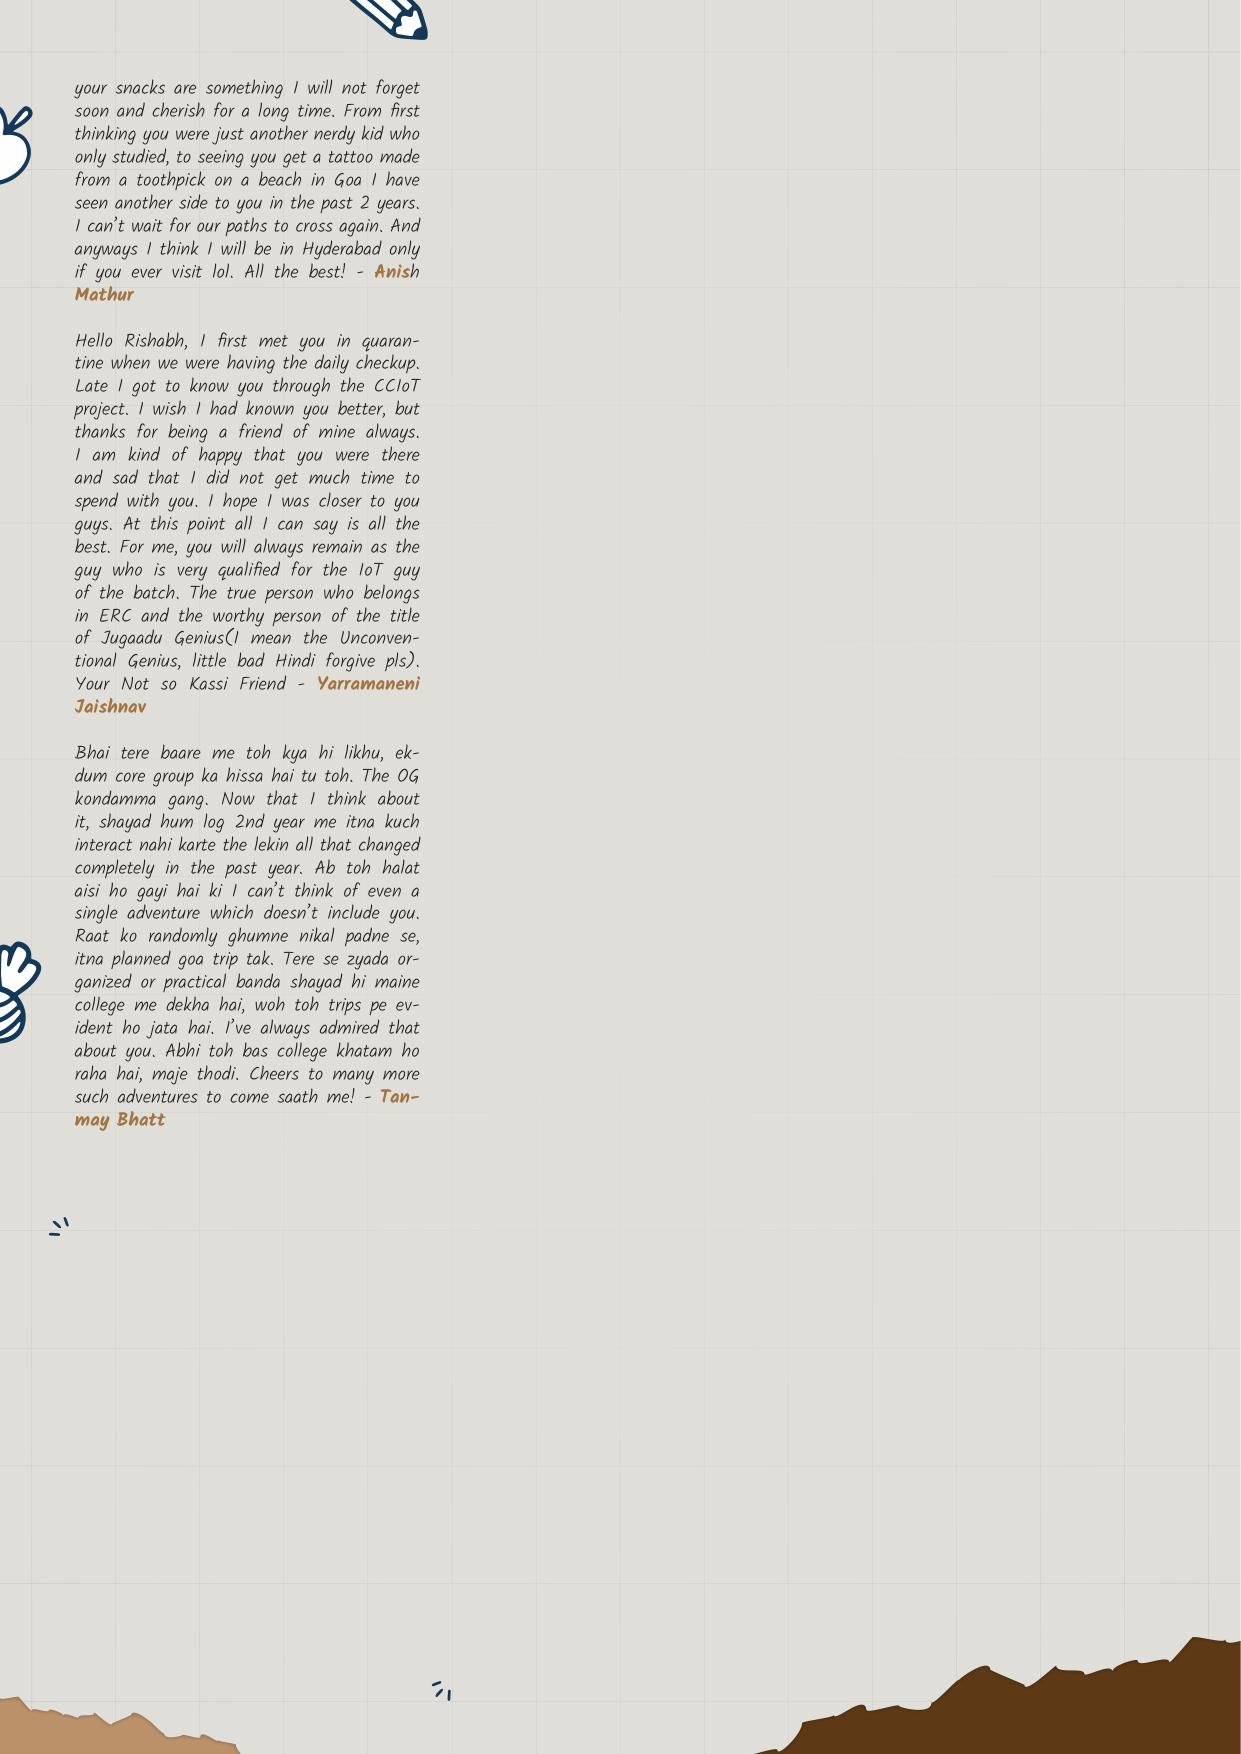 your snacks are something I will not forget
soon and cherish for a long time. From first
thinking you were just another nerdy kid who
only studied, to seeing you get a tattoo made
from a toothpick on a beach in Goa I have
seen another side to you in the past 2 years.
I can’t wait for our paths to cross again. And
anyways I think I will be in Hyderabad only
if you ever visit lol. All the best! - Anish
Mathur
Hello Rishabh, I first met you in quaran-
tine when we were having the daily checkup.
Late I got to know you through the CCIoT
project. I wish I had known you better, but
thanks for being a friend of mine always.
I am kind of happy that you were there
and sad that I did not get much time to
spend with you. I hope I was closer to you
guys. At this point all I can say is all the
best. For me, you will always remain as the
guy who is very qualified for the IoT guy
of the batch. The true person who belongs
in ERC and the worthy person of the title
of Jugaadu Genius(I mean the Unconven-
tional Genius, little bad Hindi forgive pls).
Your Not so Kassi Friend - Yarramaneni
Jaishnav
Bhai tere baare me toh kya hi likhu, ek-
dum core group ka hissa hai tu toh. The OG
kondamma gang. Now that I think about
it, shayad hum log 2nd year me itna kuch
interact nahi karte the lekin all that changed
completely in the past year. Ab toh halat
aisi ho gayi hai ki I can’t think of even a
single adventure which doesn’t include you.
Raat ko randomly ghumne nikal padne se,
itna planned goa trip tak. Tere se zyada or-
ganized or practical banda shayad hi maine
college me dekha hai, woh toh trips pe ev-
ident ho jata hai. I’ve always admired that
about you. Abhi toh bas college khatam ho
raha hai, maje thodi. Cheers to many more
such adventures to come saath me! - Tan-
may Bhatt